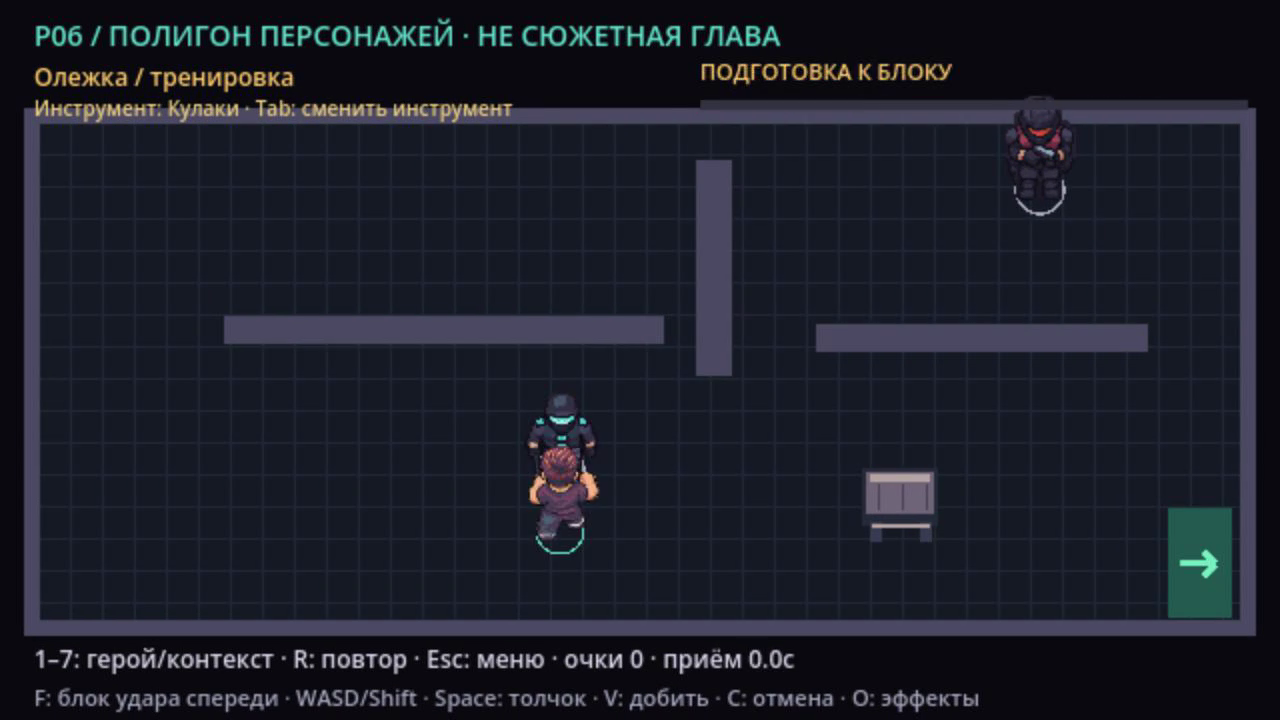 P06 / ПОЛИГОН ПЕРСОНАЖЕЙ · НЕ СЮЖЕТНАЯ ГЛАВА
Олежка / тренировка
ПОДГОТОВКА К БЛОКУ
Инструмент: Кулаки · Tab: сменить инструмент
→
1–7: герой/контекст · R: повтор · Esc: меню · очки 0 · приём 0.0с
F: блок удара спереди · WASD/Shift · Space: толчок · V: добить · C: отмена · O: эффекты